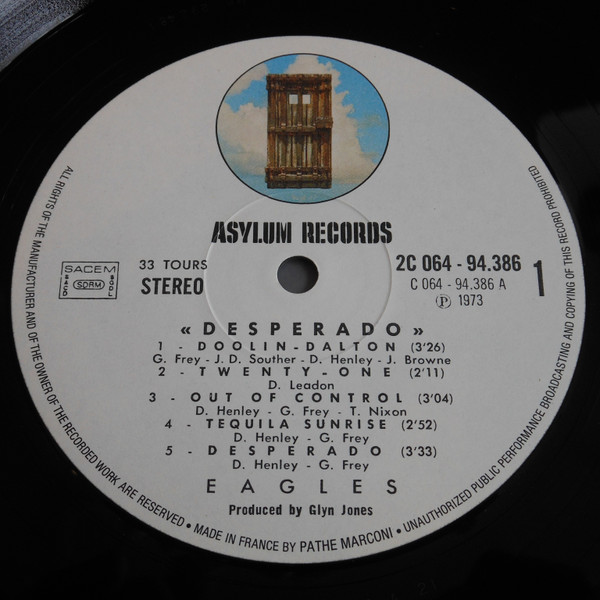 ASYLUM RECORDS
SACEM
SACD
SDRM
SGDL
33 TOURS
STEREO
2C 064 - 94.386
C 064 - 94.386 A
Ⓟ 1973
1
« DESPERADO »
1 - DOOLIN-DALTON (3'26)
G. Frey - J. D. Souther - D. Henley - J. Browne
2 - TWENTY-ONE (2'11)
D. Leadon
3 - OUT OF CONTROL (3'04)
D. Henley - G. Frey - T. Nixon
4 - TEQUILA SUNRISE (2'52)
D. Henley - G. Frey
5 - DESPERADO (3'33)
D. Henley - G. Frey
EAGLES
Produced by Glyn Jones
ALL RIGHTS OF THE MANUFACTURER AND OF THE OWNER OF THE RECORDED WORK ARE RESERVED • MADE IN FRANCE BY PATHE MARCONI • UNAUTHORIZED PUBLIC PERFORMANCE BROADCASTING AND COPYING OF THIS RECORD PROHIBITED